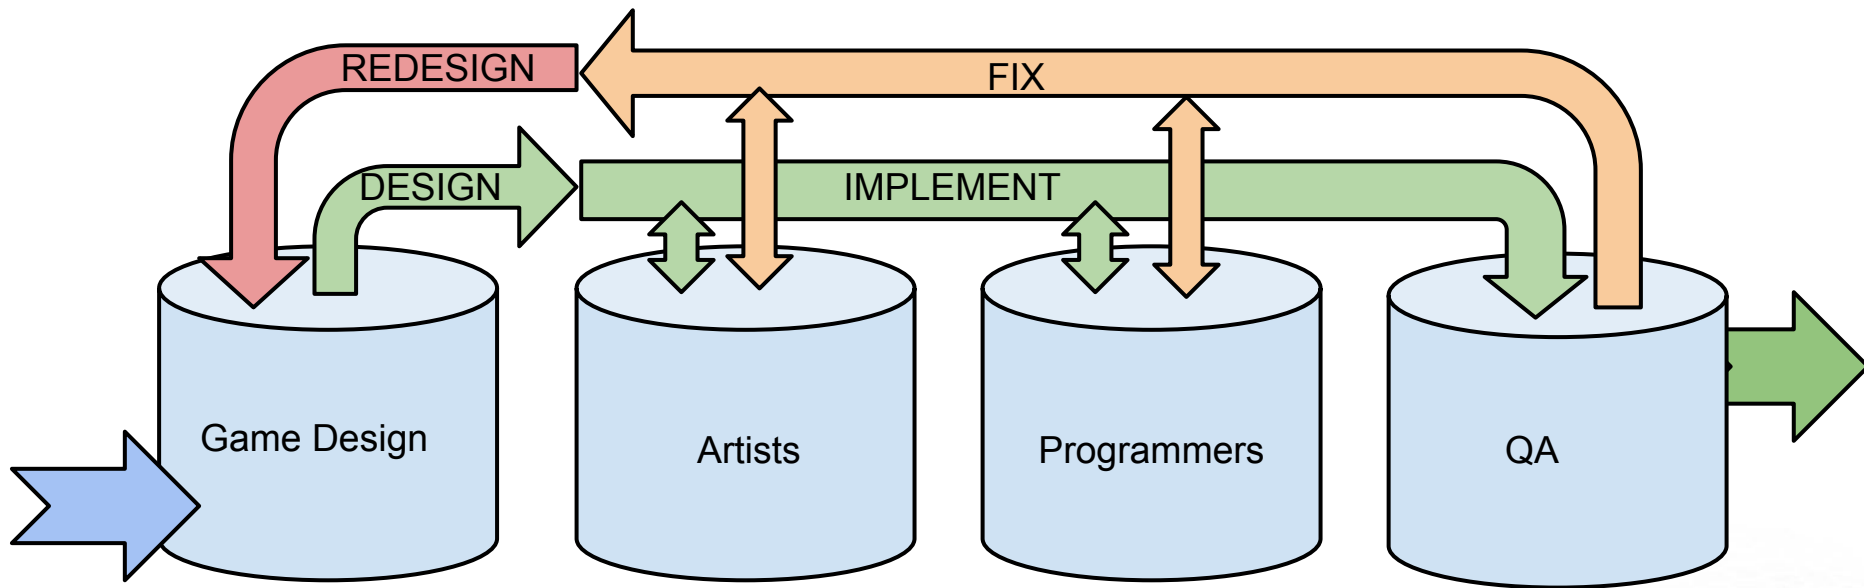 REDESIGN
FIX
DESIGN
IMPLEMENT
Game Design
Artists
Programmers
QA